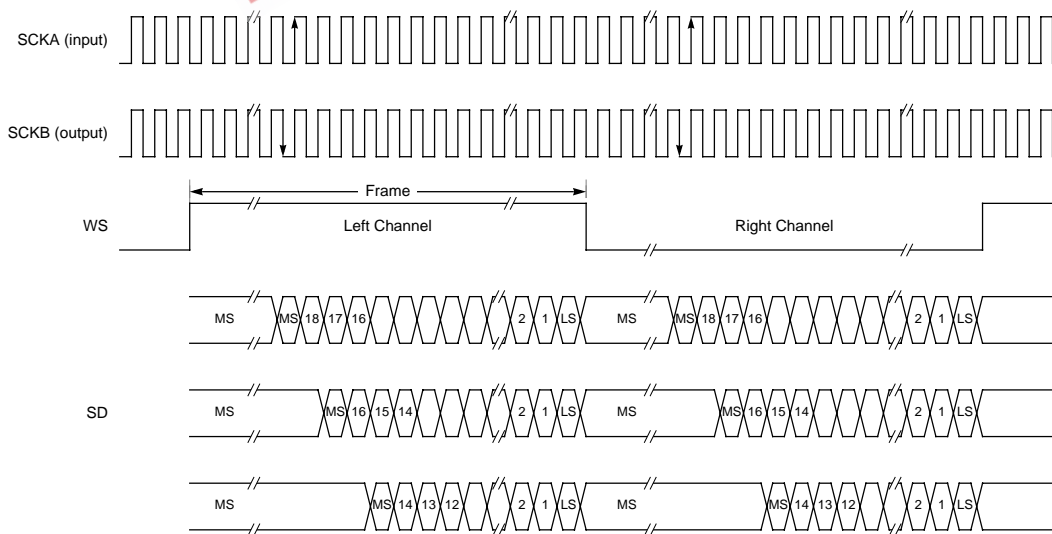 SCKA (input)
SCKB (output)
Frame
WS
Left Channel
Right Channel
MS MS 18 17 16 2 1 LS MS MS 18 17 16 2 1 LS
SD
MS MS 16 15 14 2 1 LS MS MS 16 15 14 2 1 LS
MS MS 14 13 12 2 1 LS MS MS 14 13 12 2 1 LS